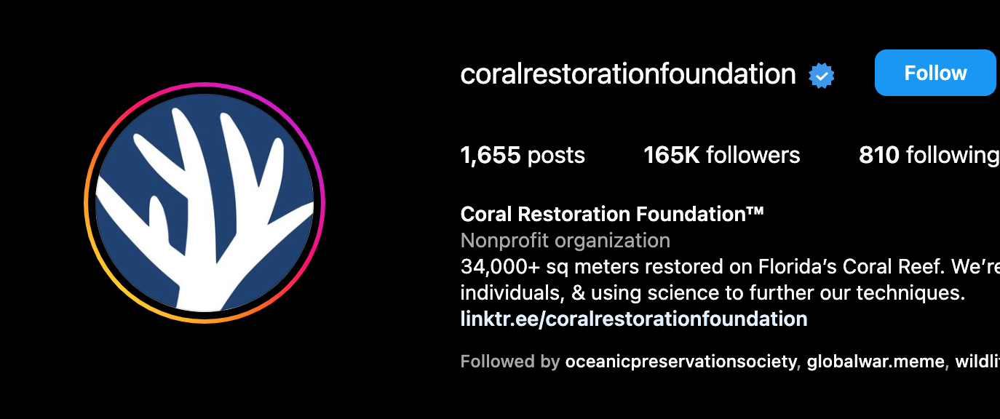 coralrestorationfoundation
Follow
1,655 posts 165K followers 810 following
Coral Restoration Foundation™
Nonprofit organization
34,000+ sq meters restored on Florida’s Coral Reef. We’re
individuals, & using science to further our techniques.
linktr.ee/coralrestorationfoundation
Followed by oceanicpreservationsociety, globalwar.meme,